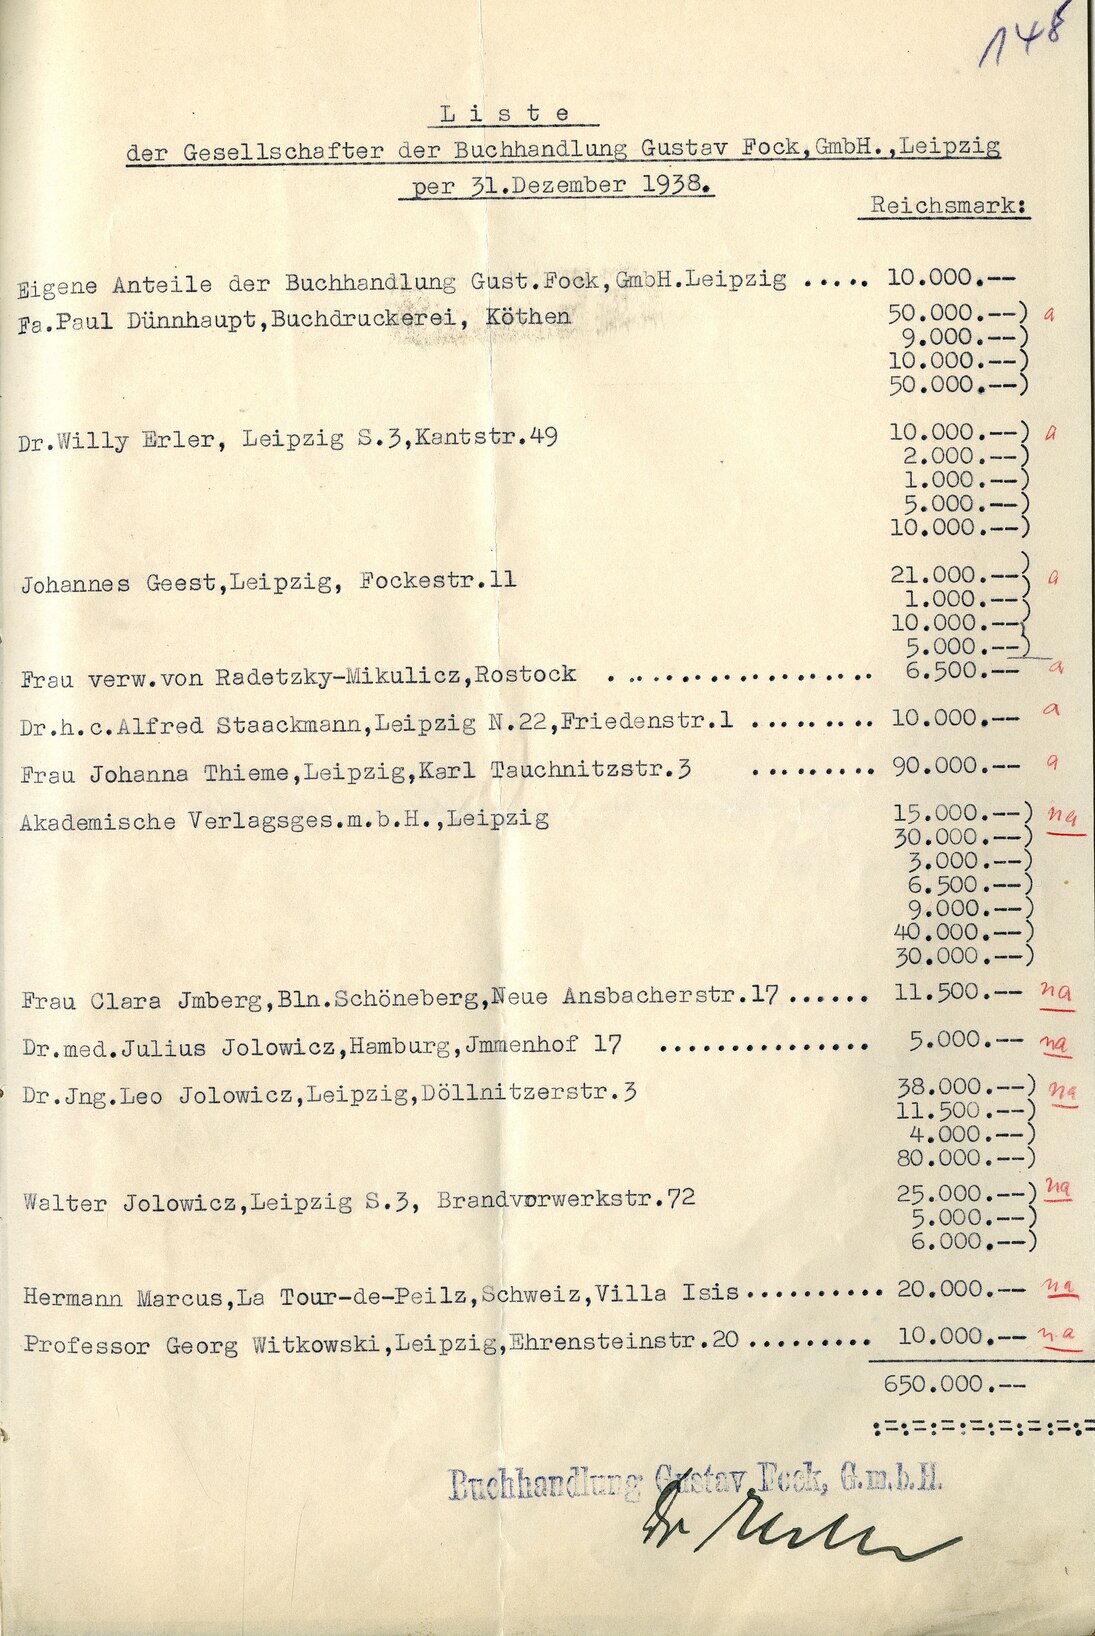 148
Liste
der Gesellschafter der Buchhandlung Gustav Fock,GmbH.,Leipzig
per 31.Dezember 1938.
Reichsmark:
Eigene Anteile der Buchhandlung Gust.Fock,GmbH.Leipzig ..... 10.000.--
Fa.Paul Dünnhaupt,Buchdruckerei, Köthen 50.000.--) a
9.000.--)
10.000.--)
50.000.--)
Dr.Willy Erler, Leipzig S.3,Kantstr.49 10.000.--) a
2.000.--)
1.000.--)
5.000.--)
10.000.--)
Johannes Geest,Leipzig, Fockestr.11 21.000.--) a
1.000.--)
10.000.--)
5.000.--)
Frau verw.von Radetzky-Mikulicz,Rostock ................... 6.500.-- a
Dr.h.c.Alfred Staackmann,Leipzig N.22,Friedenstr.1 ......... 10.000.-- a
Frau Johanna Thieme,Leipzig,Karl Tauchnitzstr.3 ......... 90.000.-- a
Akademische Verlagsges.m.b.H.,Leipzig 15.000.--) na
30.000.--)
3.000.--)
6.500.--)
9.000.--)
40.000.--)
30.000.--)
Frau Clara Jmberg,Bln.Schöneberg,Neue Ansbacherstr.17...... 11.500.-- na
Dr.med.Julius Jolowicz,Hamburg,Jmmenhof 17 ............... 5.000.-- na
Dr.Jng.Leo Jolowicz,Leipzig,Döllnitzerstr.3 38.000.--) na
11.500.--)
4.000.--)
80.000.--)
Walter Jolowicz,Leipzig S.3, Brandvorwerkstr.72 25.000.--) na
5.000.--)
6.000.--)
Hermann Marcus,La Tour-de-Peilz,Schweiz,Villa Isis.......... 20.000.-- na
Professor Georg Witkowski,Leipzig,Ehrensteinstr.20......... 10.000.-- na
650.000.--
:=:=:=:=:=:=:=:=
Buchhandlung Gustav Fock, G.m.b.H.
Dr Erler